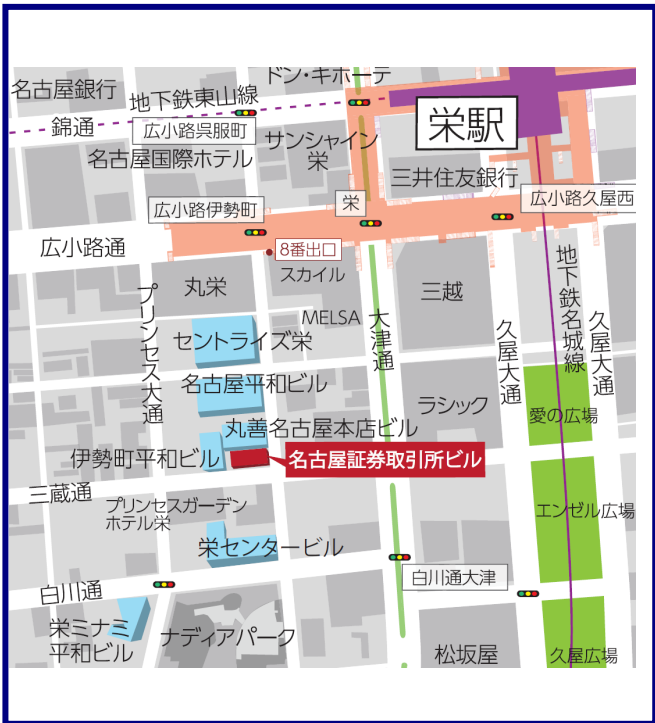 ドン・キホーテ
名古屋銀行
地下鉄東山線
栄駅
錦通
広小路呉服町
サンシャイン
栄
名古屋国際ホテル
三井住友銀行
広小路久屋西
広小路伊勢町
栄
広小路通
8番出口
スカイル
丸栄
三越
地下鉄名城線
プリンセス大通
MELSA
大津通
久屋大通
久屋大通
セントライズ栄
名古屋平和ビル
ラシック
愛の広場
丸善名古屋本店ビル
伊勢町平和ビル
名古屋証券取引所ビル
三蔵通
プリンセスガーデン
ホテル栄
エンゼル広場
栄センタービル
白川通大津
白川通
栄ミナミ
平和ビル
ナディアパーク
松坂屋
久屋広場